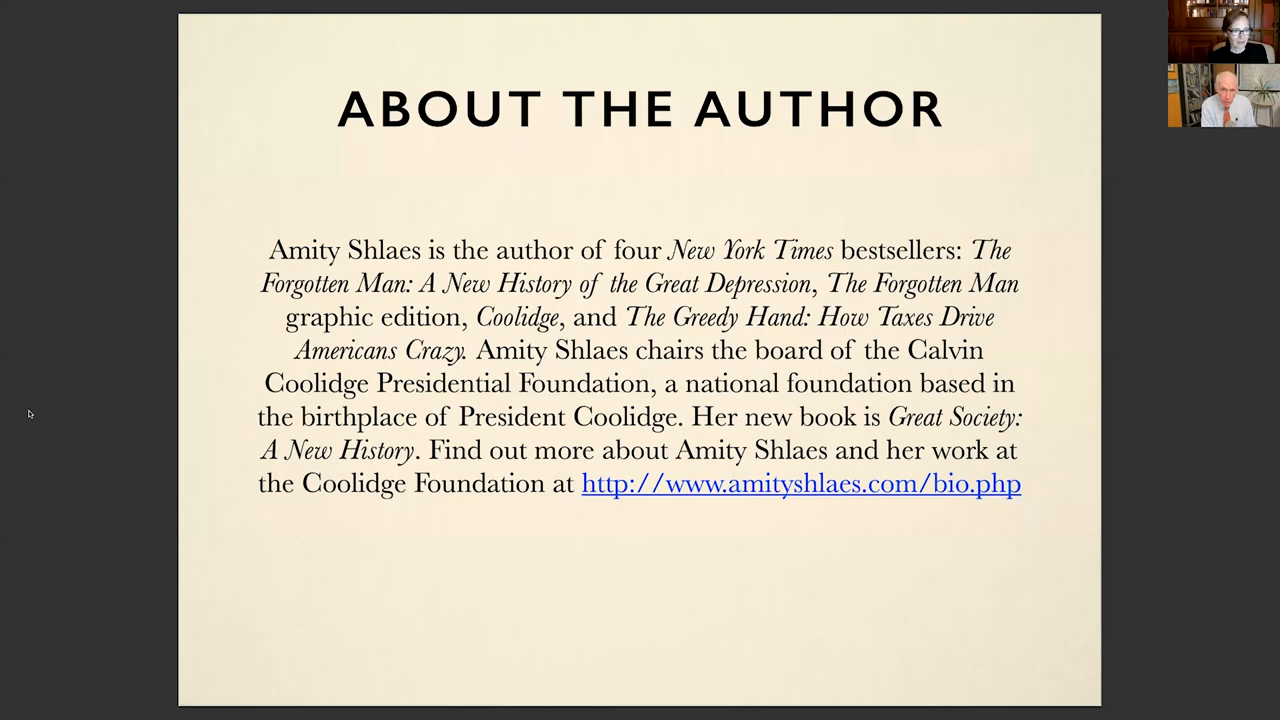 ABOUT THE AUTHOR
Amity Shlaes is the author of four New York Times bestsellers: The
Forgotten Man: A New History of the Great Depression, The Forgotten Man
graphic edition, Coolidge, and The Greedy Hand: How Taxes Drive
Americans Crazy. Amity Shlaes chairs the board of the Calvin
Coolidge Presidential Foundation, a national foundation based in
the birthplace of President Coolidge. Her new book is Great Society:
A New History. Find out more about Amity Shlaes and her work at
the Coolidge Foundation at http://www.amityshlaes.com/bio.php